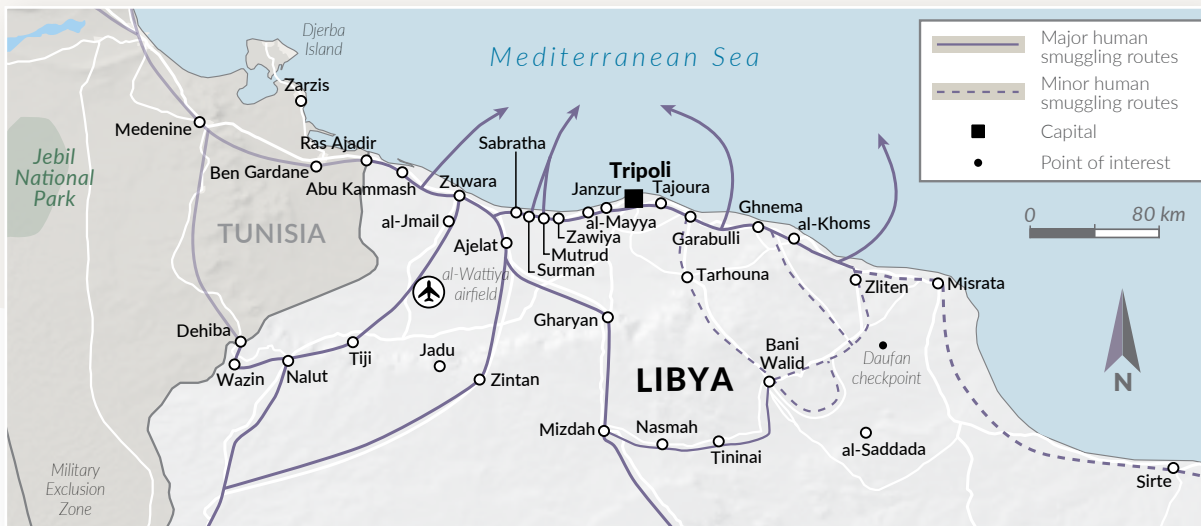 Djerba
Island
Mediterranean Sea
Major human
smuggling routes
Minor human
smuggling routes
Capital
Point of interest
0
80 km
Zarzis
Medenine
Jebil
National
Park
Ras Ajadir
Ben Gardane
Abu Kammash
TUNISIA
Sabratha
Zuwara
al-Jmail
Ajelat
Tripoli
Janzur
Tajoura
al-Mayya
Zawiya
Mutrud
Surman
Garabulli
Ghnema
al-Khoms
al-Wattiya
airfield
Tarhouna
Zliten
Misrata
Gharyan
Dehiba
Wazin
Nalut
Tiji
Jadu
Zintan
LIBYA
Bani
Walid
Daufan
checkpoint
N
Mizdah
Nasmah
Tininai
al-Saddada
Sirte
Military
Exclusion
Zone